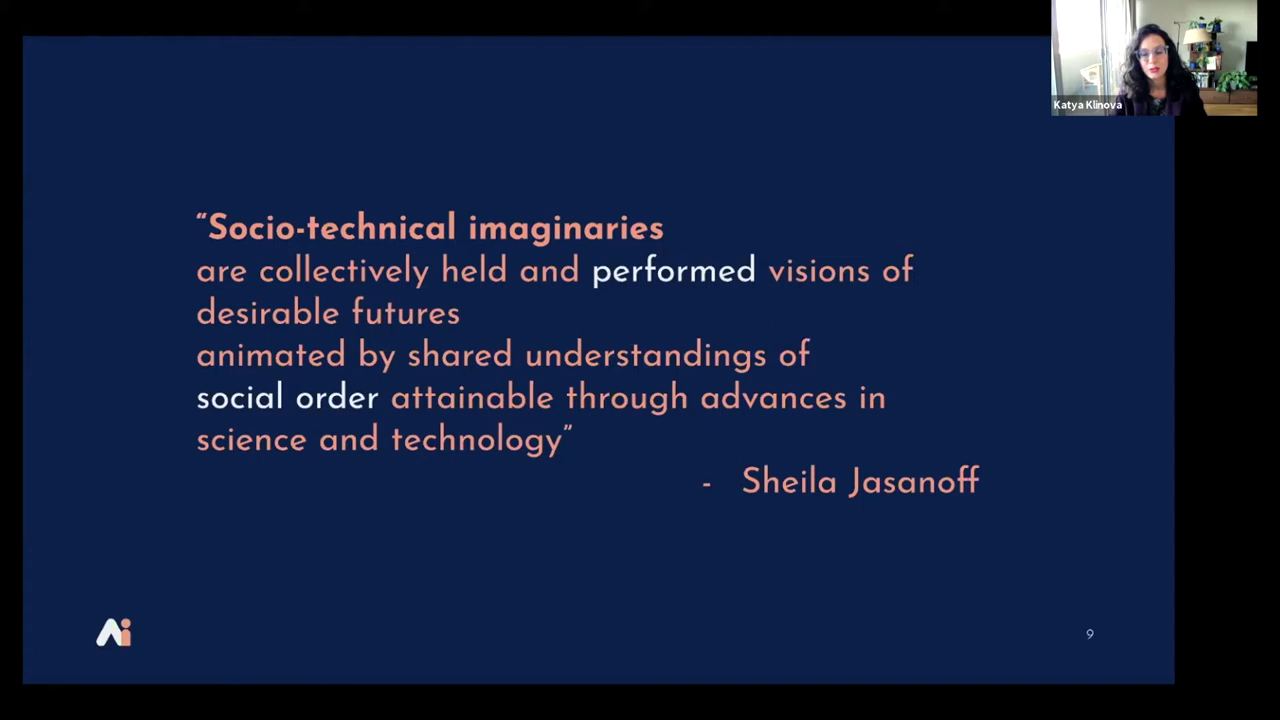 Katya Klinova
“Socio-technical imaginaries
are collectively held and performed visions of
desirable futures
animated by shared understandings of
social order attainable through advances in
science and technology”
- Sheila Jasanoff
Ai
9